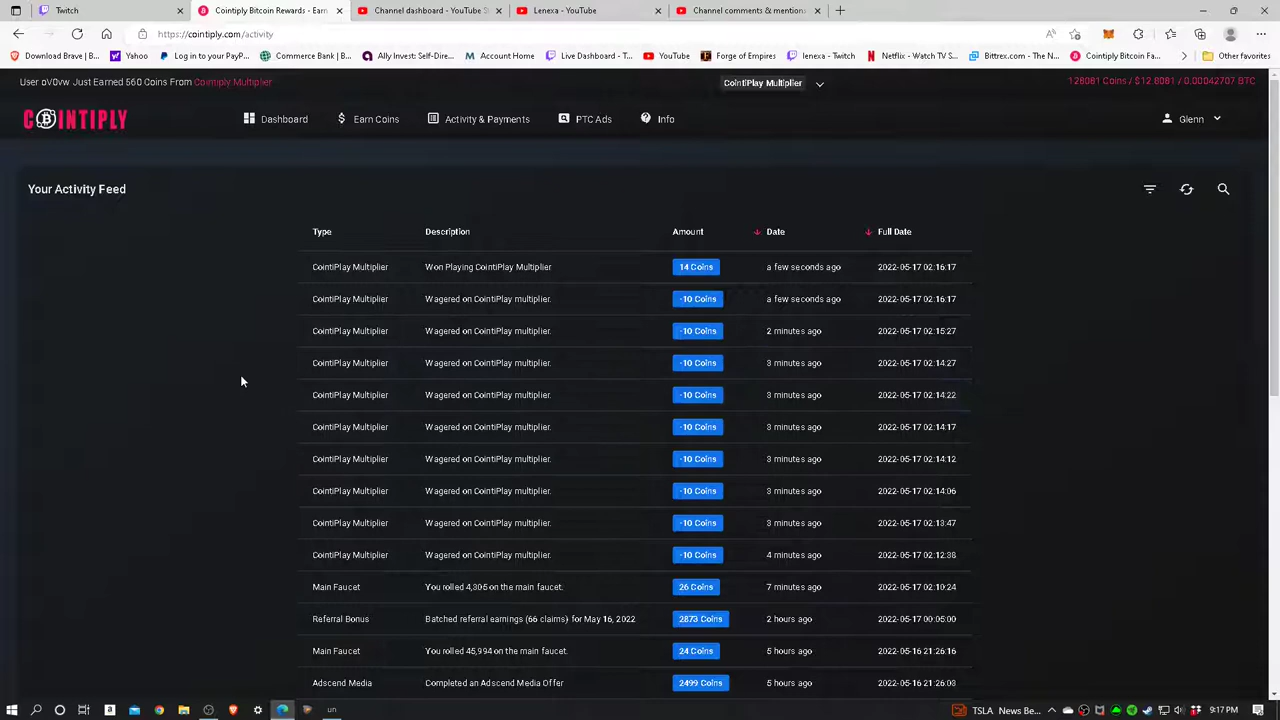 Twitch
Cointiply Bitcoin Rewards - Earn
Channel dashboard - YouTube St
Lenexa - YouTube
Channel comments & mention
https://cointiply.com/activity
Download Brave | B...
Yahoo
Log in to your PayP...
Commerce Bank | B...
Ally Invest: Self-Dire...
Account Home
Live Dashboard - T...
YouTube
Forge of Empires
lenexa - Twitch
Netflix - Watch TV S...
Bittrex.com - The N...
Cointiply Bitcoin Fa...
Other favorites
User oV0vw Just Earned 560 Coins From Cointiply Multiplier
CointiPlay Multiplier
128081 Coins / $12.8081 / 0.00042707 BTC
COINTIPLY
Dashboard
Earn Coins
Activity & Payments
PTC Ads
Info
Glenn
Your Activity Feed
Type Description Amount Date Full Date
CointiPlay Multiplier Won Playing CointiPlay Multiplier 14 Coins a few seconds ago 2022-05-17 02:16:17
CointiPlay Multiplier Wagered on CointiPlay multiplier. -10 Coins a few seconds ago 2022-05-17 02:16:17
CointiPlay Multiplier Wagered on CointiPlay multiplier. -10 Coins 2 minutes ago 2022-05-17 02:15:27
CointiPlay Multiplier Wagered on CointiPlay multiplier. -10 Coins 3 minutes ago 2022-05-17 02:14:27
CointiPlay Multiplier Wagered on CointiPlay multiplier. -10 Coins 3 minutes ago 2022-05-17 02:14:22
CointiPlay Multiplier Wagered on CointiPlay multiplier. -10 Coins 3 minutes ago 2022-05-17 02:14:17
CointiPlay Multiplier Wagered on CointiPlay multiplier. -10 Coins 3 minutes ago 2022-05-17 02:14:12
CointiPlay Multiplier Wagered on CointiPlay multiplier. -10 Coins 3 minutes ago 2022-05-17 02:14:06
CointiPlay Multiplier Wagered on CointiPlay multiplier. -10 Coins 3 minutes ago 2022-05-17 02:13:47
CointiPlay Multiplier Wagered on CointiPlay multiplier. -10 Coins 4 minutes ago 2022-05-17 02:12:38
Main Faucet You rolled 4,305 on the main faucet. 26 Coins 7 minutes ago 2022-05-17 02:10:24
Referral Bonus Batched referral earnings (66 claims) for May 16, 2022 2873 Coins 2 hours ago 2022-05-17 00:05:00
Main Faucet You rolled 45,994 on the main faucet. 24 Coins 5 hours ago 2022-05-16 21:26:16
Adscend Media Completed an Adscend Media Offer 2499 Coins 5 hours ago 2022-05-16 21:26:03
un
TSLA News Be...
9:17 PM